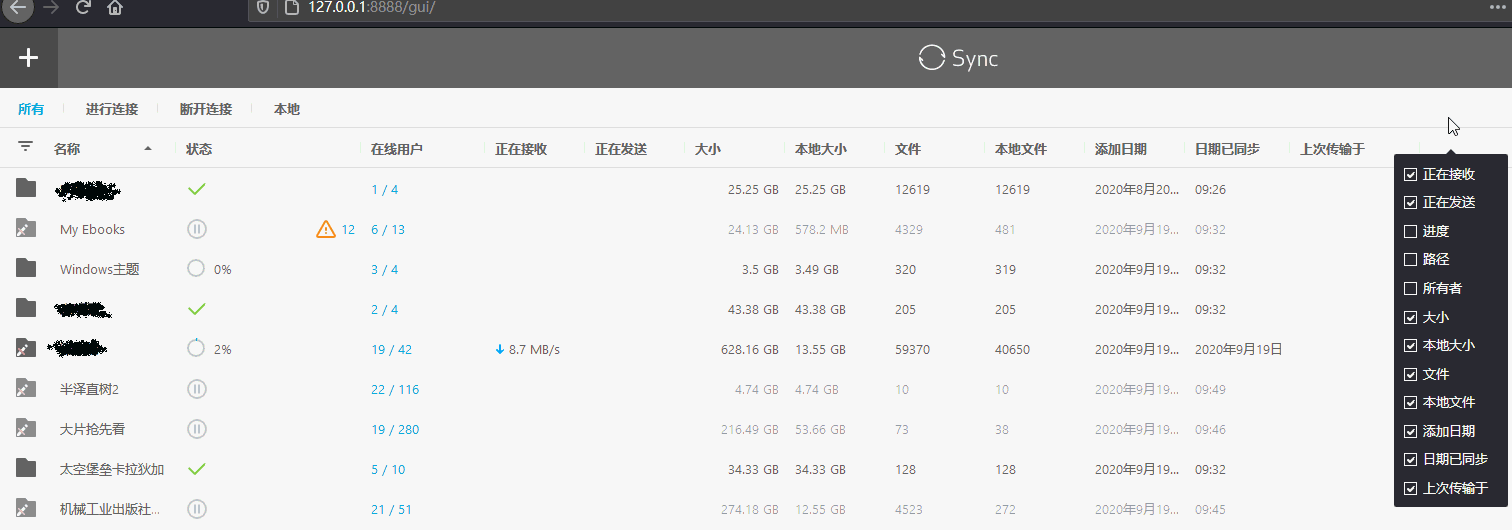 127.0.0.1:8888/gui/
+ Sync
所有 进行连接 断开连接 本地
名称 状态 在线用户 正在接收 正在发送 大小 本地大小 文件 本地文件 添加日期 日期已同步 上次传输于
1 / 4 25.25 GB 25.25 GB 12619 12619 2020年8月20... 09:26
My Ebooks 12 6 / 13 24.13 GB 578.2 MB 4329 481 2020年9月19... 09:32
Windows主题 0% 3 / 4 3.5 GB 3.49 GB 320 319 2020年9月19... 09:32
2 / 4 43.38 GB 43.38 GB 205 205 2020年9月19... 09:32
2% 19 / 42 8.7 MB/s 628.16 GB 13.55 GB 59370 40650 2020年9月19... 2020年9月19日
半泽直树2 22 / 116 4.74 GB 4.74 GB 10 10 2020年9月19... 09:49
大片抢先看 19 / 280 216.49 GB 53.66 GB 73 38 2020年9月19... 09:46
太空堡垒卡拉狄加 5 / 10 34.33 GB 34.33 GB 128 128 2020年9月19... 09:32
机械工业出版社... 21 / 51 274.18 GB 12.55 GB 4523 272 2020年9月19... 09:45
正在接收
正在发送
进度
路径
所有者
大小
本地大小
文件
本地文件
添加日期
日期已同步
上次传输于